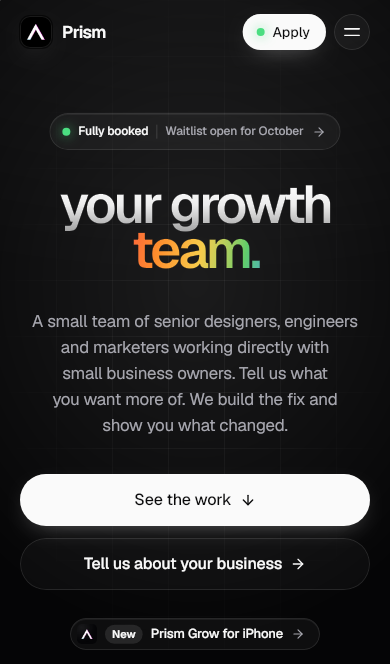 Prism
Apply
Fully booked
Waitlist open for October →
your growth
team.
A small team of senior designers, engineers
and marketers working directly with
small business owners. Tell us what
you want more of. We build the fix and
show you what changed.
See the work ↓
Tell us about your business →
New Prism Grow for iPhone →